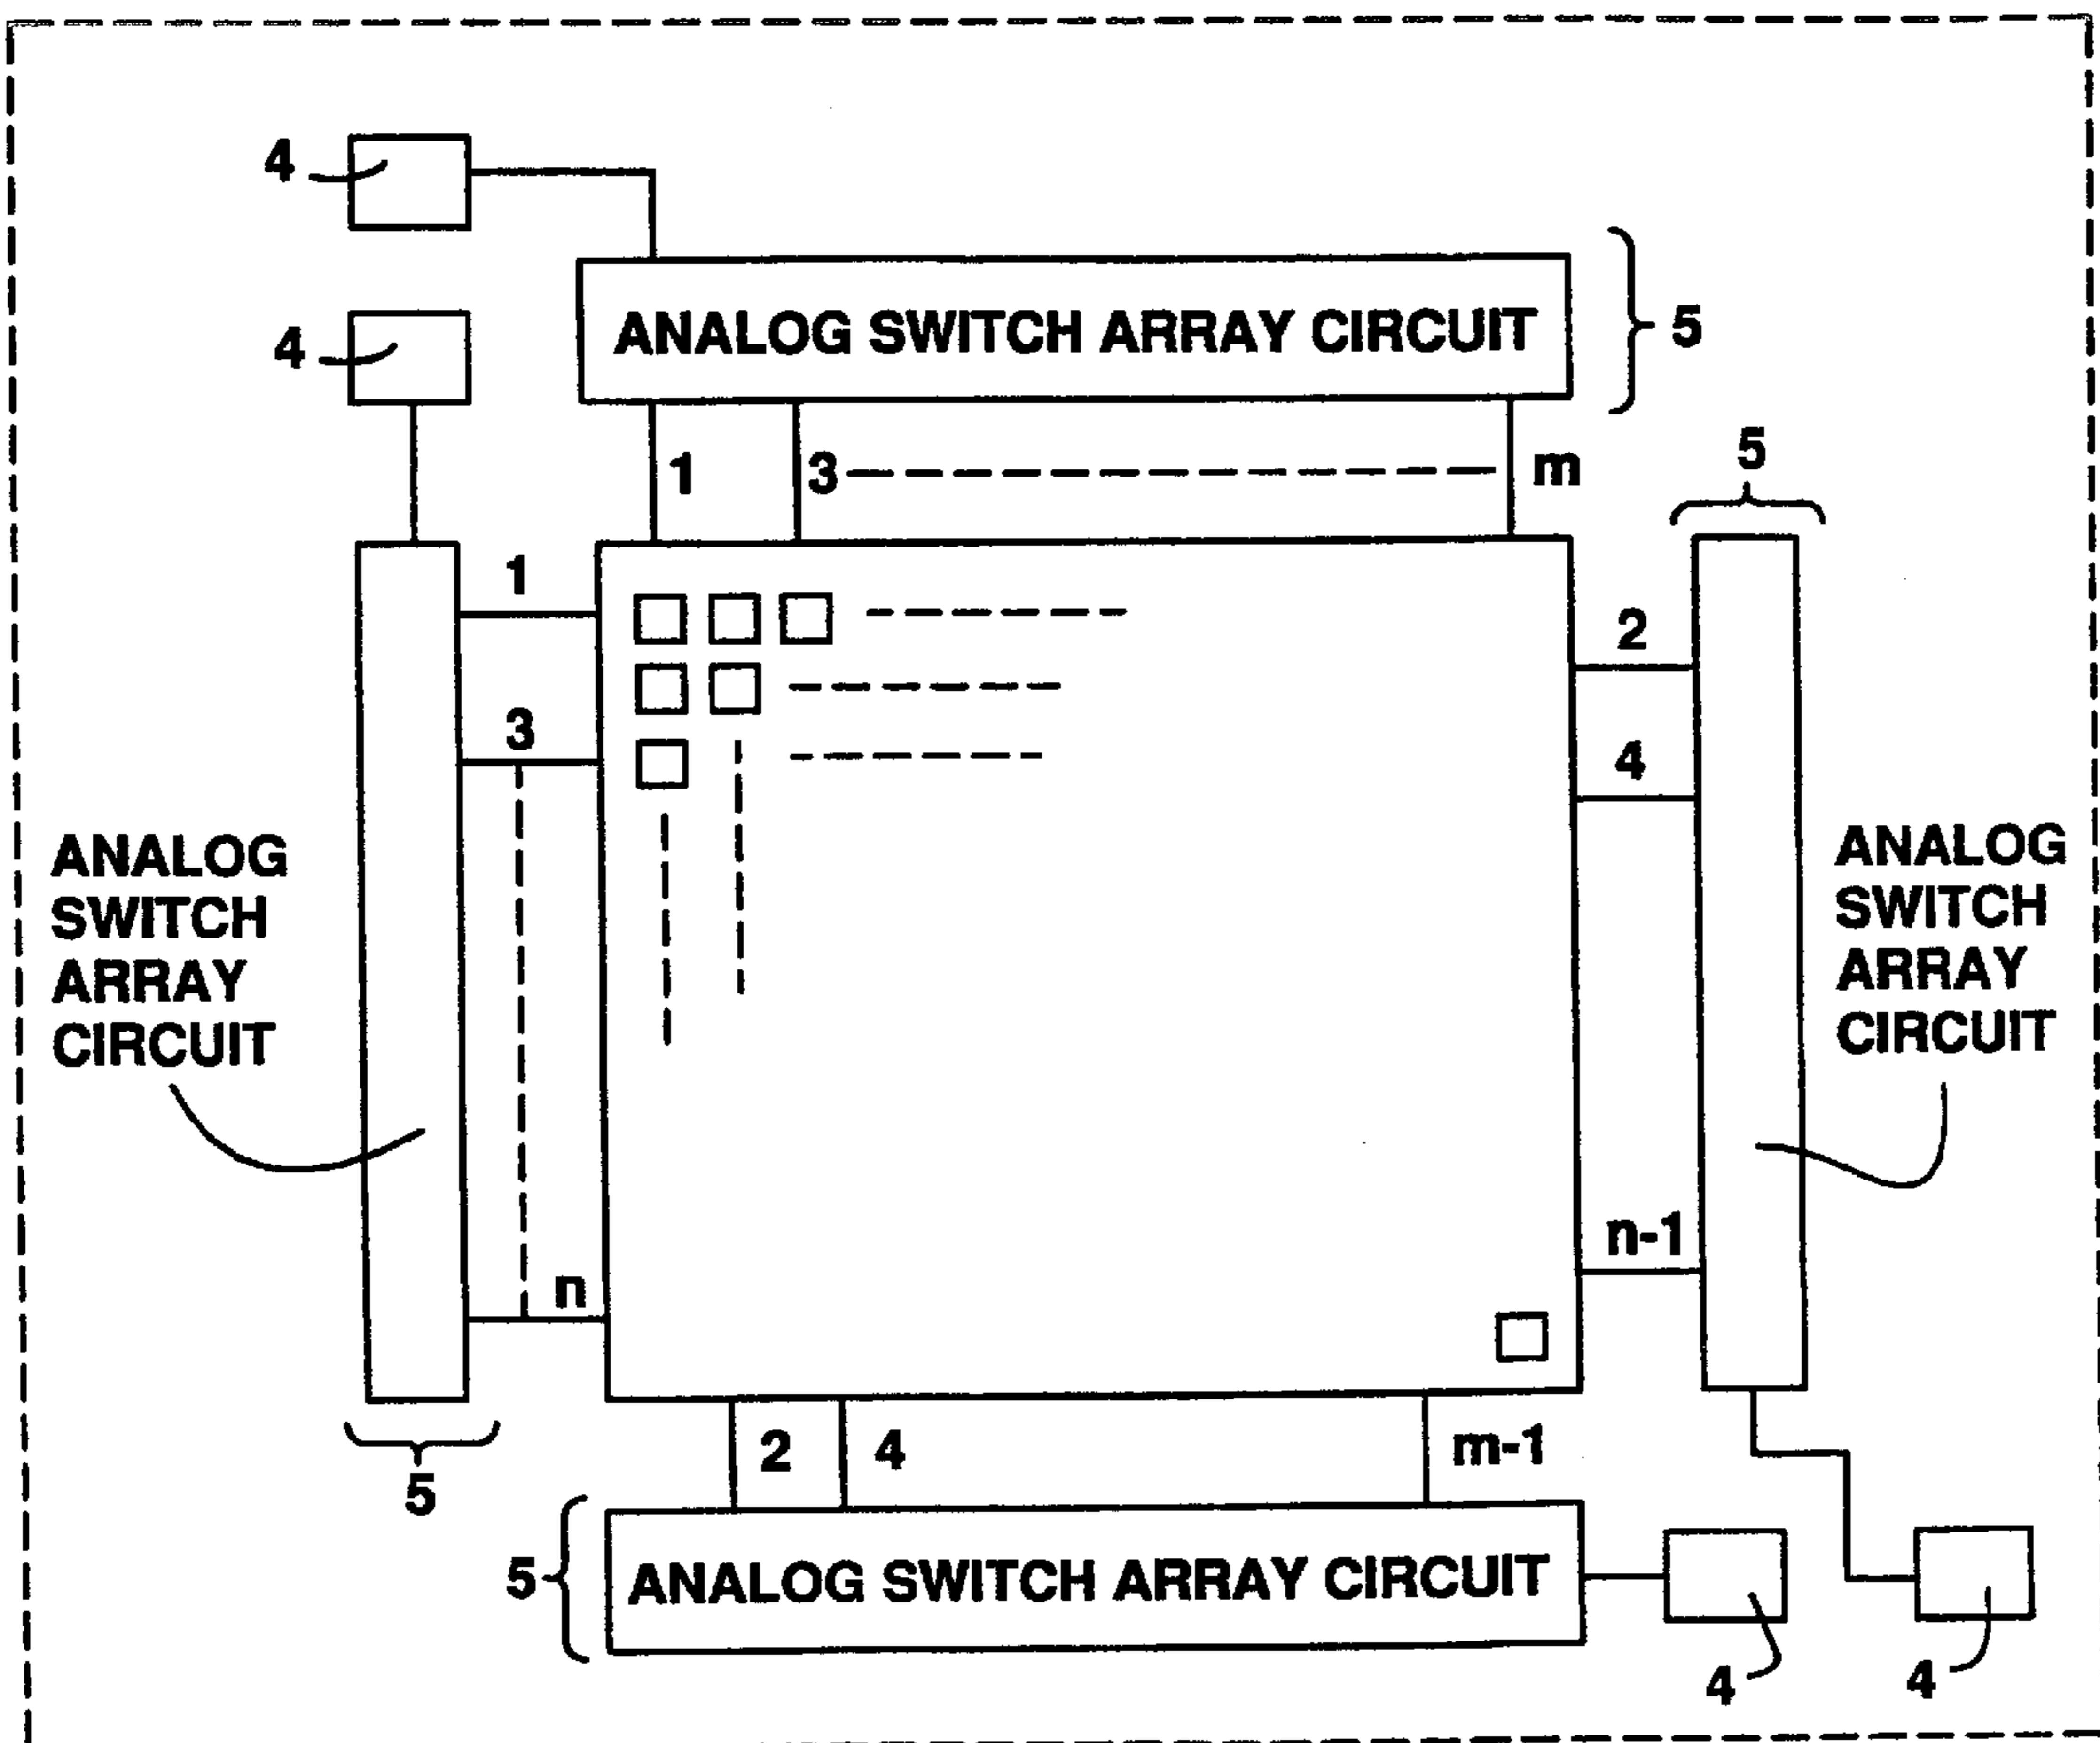 4
4
ANALOG SWITCH ARRAY CIRCUIT
5
1
3
m
5
1
2
3
4
ANALOG
SWITCH
ARRAY
CIRCUIT
ANALOG
SWITCH
ARRAY
CIRCUIT
n-1
n
2
4
m-1
5
5
ANALOG SWITCH ARRAY CIRCUIT
4
4